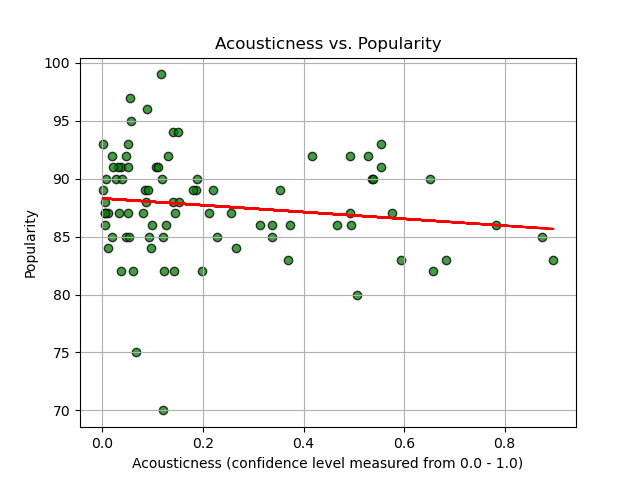 Acousticness vs. Popularity
100
95
90
85
80
75
70
Popularity
0.0 0.2 0.4 0.6 0.8
Acousticness (confidence level measured from 0.0 - 1.0)